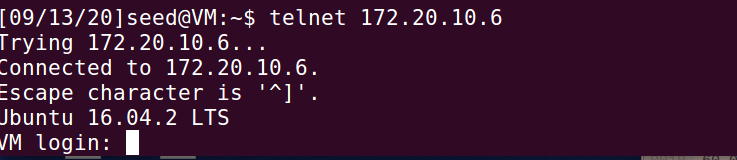 [09/13/20]seed@VM:~$ telnet 172.20.10.6
Trying 172.20.10.6...
Connected to 172.20.10.6.
Escape character is '^]'.
Ubuntu 16.04.2 LTS
VM login: